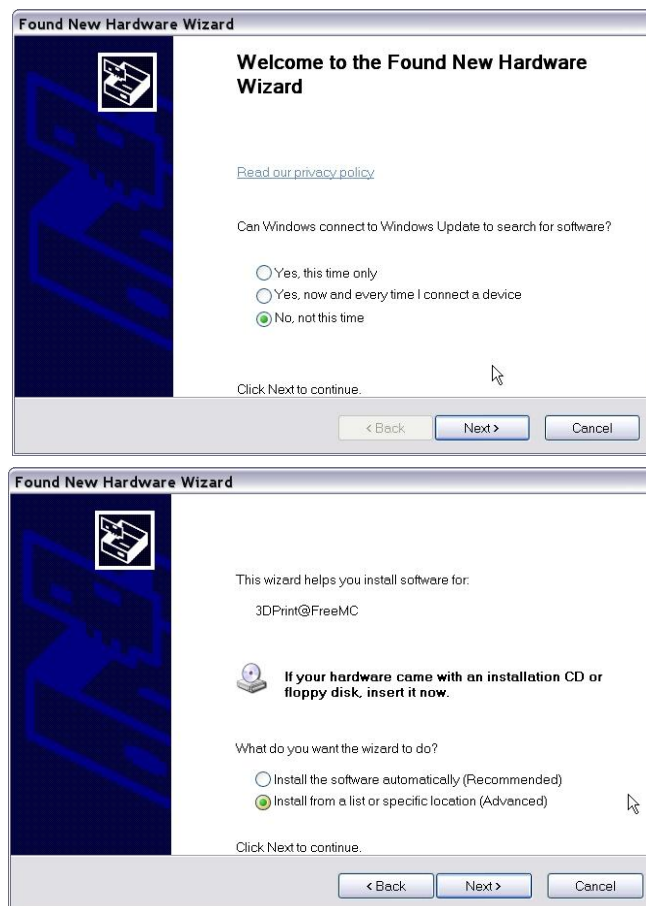 Found New Hardware Wizard
Welcome to the Found New Hardware
Wizard
Read our privacy policy
Can Windows connect to Windows Update to search for software?
Yes, this time only
Yes, now and every time I connect a device
No, not this time
Click Next to continue.
< Back Next > Cancel
Found New Hardware Wizard
This wizard helps you install software for:
3DPrint@FreeMC
If your hardware came with an installation CD or
floppy disk, insert it now.
What do you want the wizard to do?
Install the software automatically (Recommended)
Install from a list or specific location (Advanced)
Click Next to continue.
< Back Next > Cancel